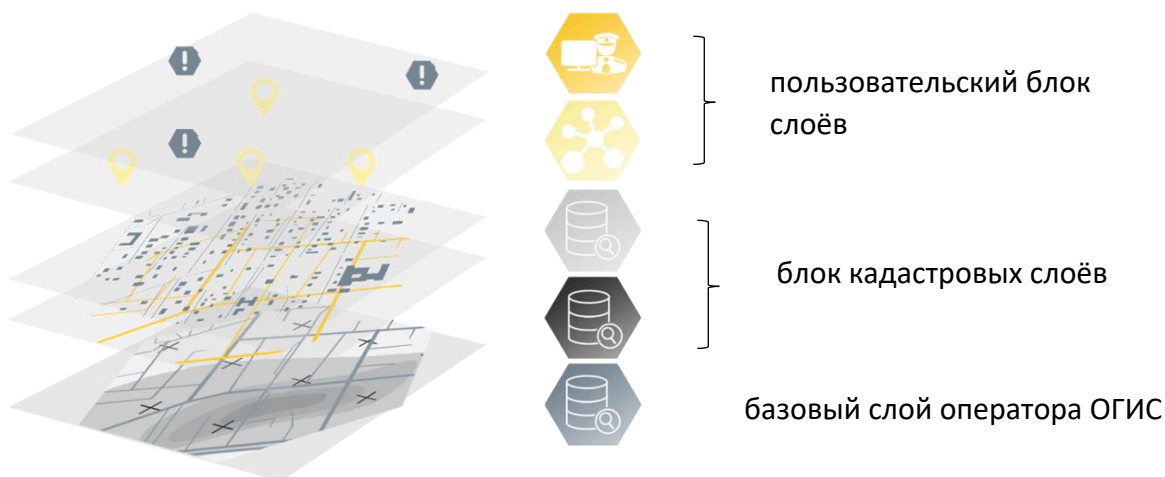 пользовательский блок
слоёв
блок кадастровых слоёв
базовый слой оператора ОГИС